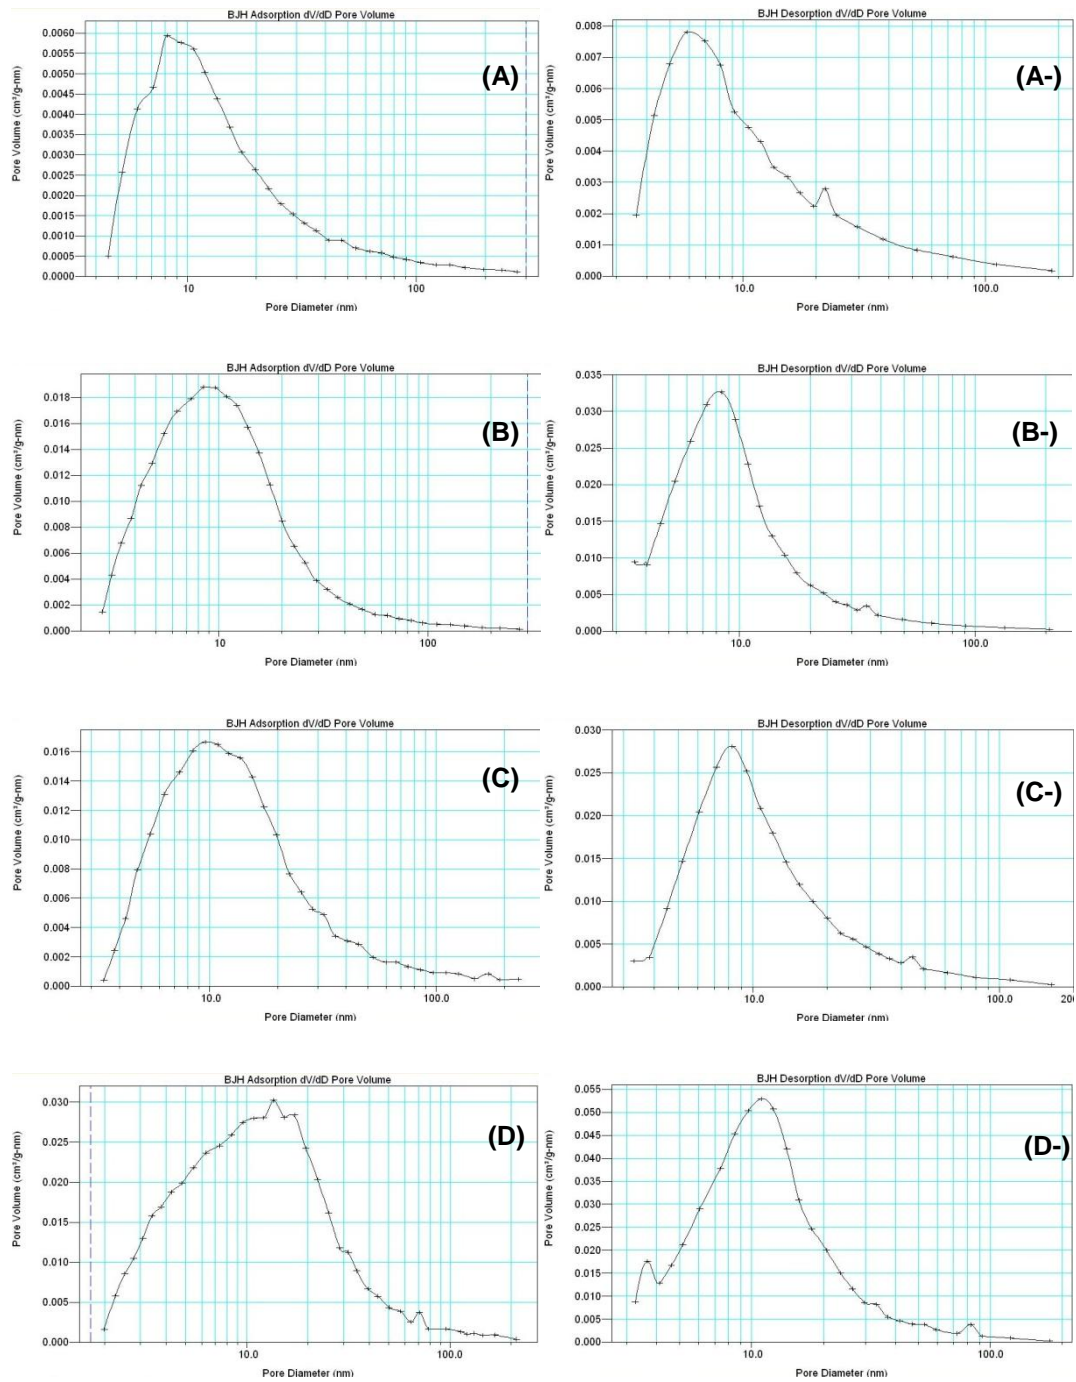 BJH Adsorption dV/dD Pore Volume
Pore Volume (cm³/g-nm)
0.0060
0.0055
0.0050
0.0045
0.0040
0.0035
0.0030
0.0025
0.0020
0.0015
0.0010
0.0005
0.0000
(A)
10
100
Pore Diameter (nm)
BJH Desorption dV/dD Pore Volume
Pore Volume (cm³/g-nm)
0.008
0.007
0.006
0.005
0.004
0.003
0.002
0.001
0.000
(A-)
10.0
100.0
Pore Diameter (nm)
BJH Adsorption dV/dD Pore Volume
Pore Volume (cm³/g-nm)
0.018
0.016
0.014
0.012
0.010
0.008
0.006
0.004
0.002
0.000
(B)
10
100
Pore Diameter (nm)
BJH Desorption dV/dD Pore Volume
Pore Volume (cm³/g-nm)
0.035
0.030
0.025
0.020
0.015
0.010
0.005
0.000
(B-)
10.0
100.0
Pore Diameter (nm)
BJH Adsorption dV/dD Pore Volume
Pore Volume (cm³/g-nm)
0.016
0.014
0.012
0.010
0.008
0.006
0.004
0.002
0.000
(C)
10.0
100.0
Pore Diameter (nm)
BJH Desorption dV/dD Pore Volume
Pore Volume (cm³/g-nm)
0.030
0.025
0.020
0.015
0.010
0.005
0.000
(C-)
10.0
100.0
200
Pore Diameter (nm)
BJH Adsorption dV/dD Pore Volume
Pore Volume (cm³/g-nm)
0.030
0.025
0.020
0.015
0.010
0.005
0.000
(D)
10.0
100.0
Pore Diameter (nm)
BJH Desorption dV/dD Pore Volume
Pore Volume (cm³/g-nm)
0.055
0.050
0.045
0.040
0.035
0.030
0.025
0.020
0.015
0.010
0.005
0.000
(D-)
10.0
100.0
Pore Diameter (nm)